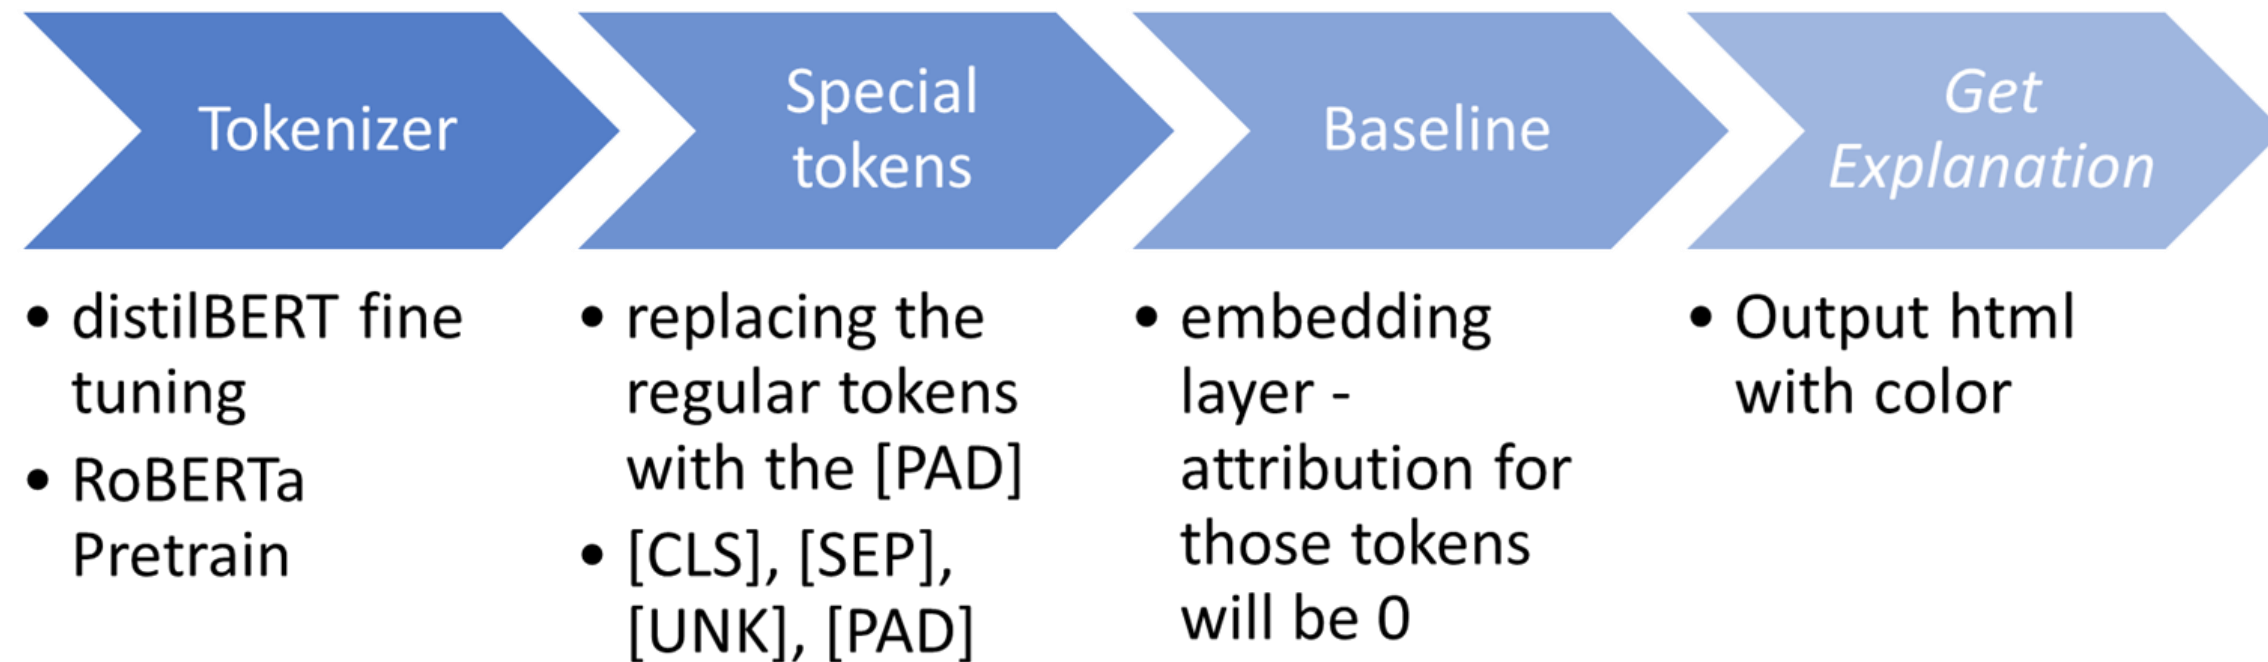 Tokenizer
Special
tokens
Baseline
Get
Explanation
• distilBERT fine
tuning
• RoBERTa
Pretrain
• replacing the
regular tokens
with the [PAD]
• [CLS], [SEP],
[UNK], [PAD]
• embedding
layer -
attribution for
those tokens
will be 0
• Output html
with color